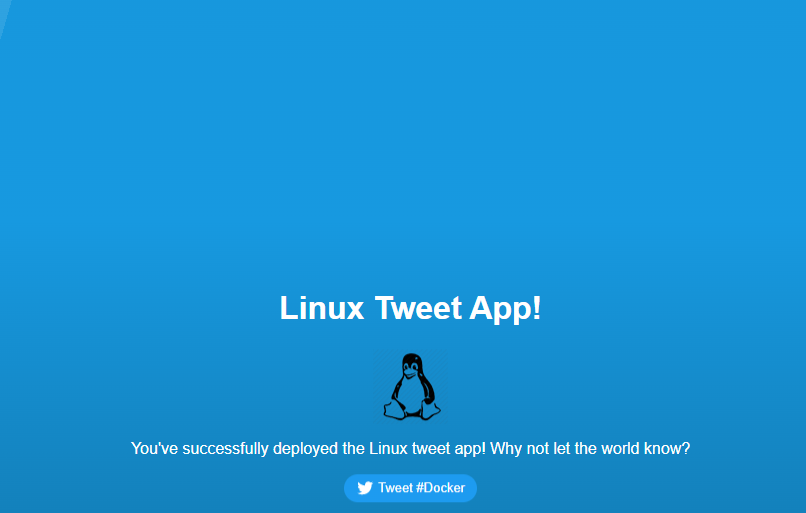 Linux Tweet App!
You've successfully deployed the Linux tweet app! Why not let the world know?
Tweet #Docker